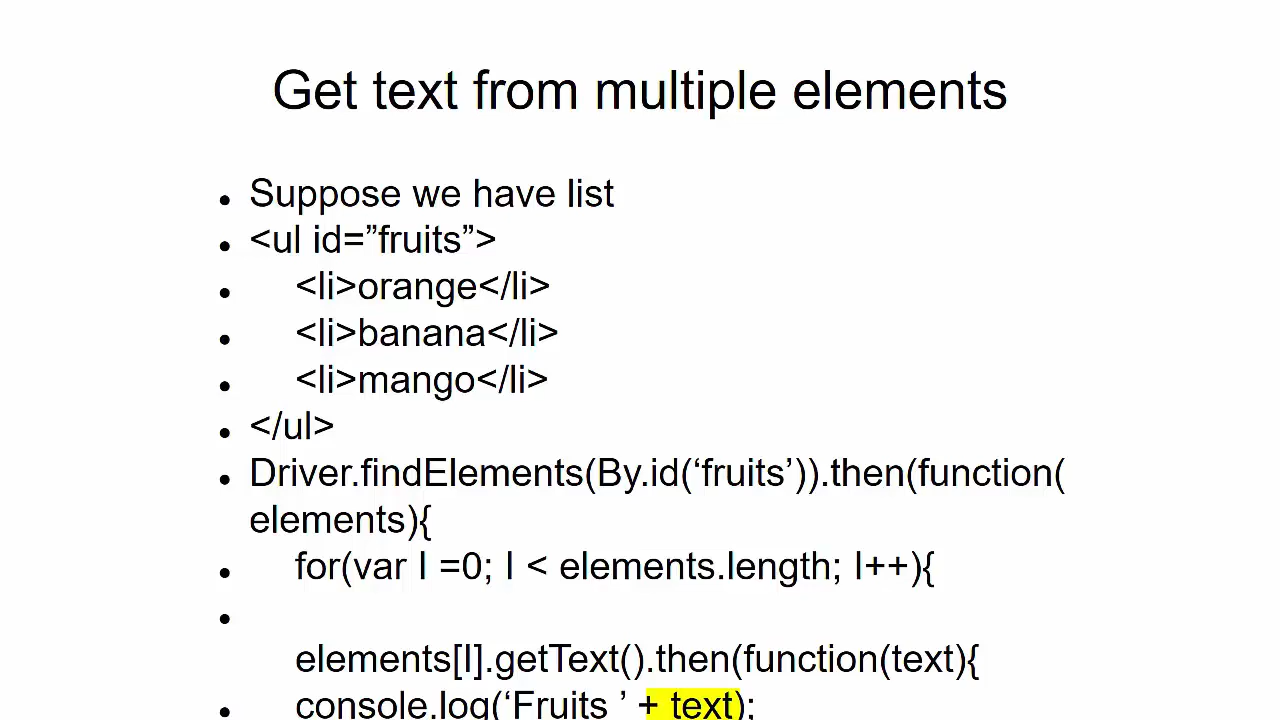 Get text from multiple elements
• Suppose we have list
• <ul id=”fruits”>
• <li>orange</li>
• <li>banana</li>
• <li>mango</li>
• </ul>
• Driver.findElements(By.id(‘fruits’)).then(function(
elements){
• for(var I =0; I < elements.length; I++){
•
elements[I].getText().then(function(text){
• console.log(‘Fruits ’ + text);